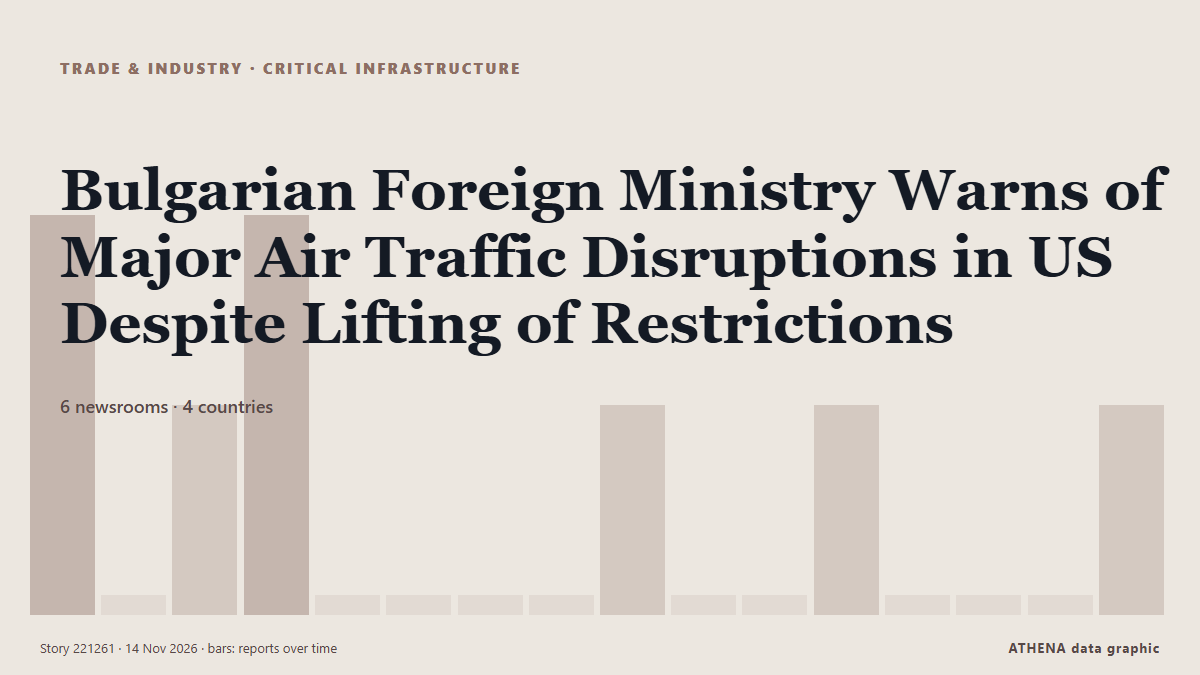 TRADE & INDUSTRY · CRITICAL INFRASTRUCTURE
Bulgarian Foreign Ministry Warns of
Major Air Traffic Disruptions in US
Despite Lifting of Restrictions
6 newsrooms · 4 countries
Story 221261 · 14 Nov 2026 · bars: reports over time
ATHENA data graphic